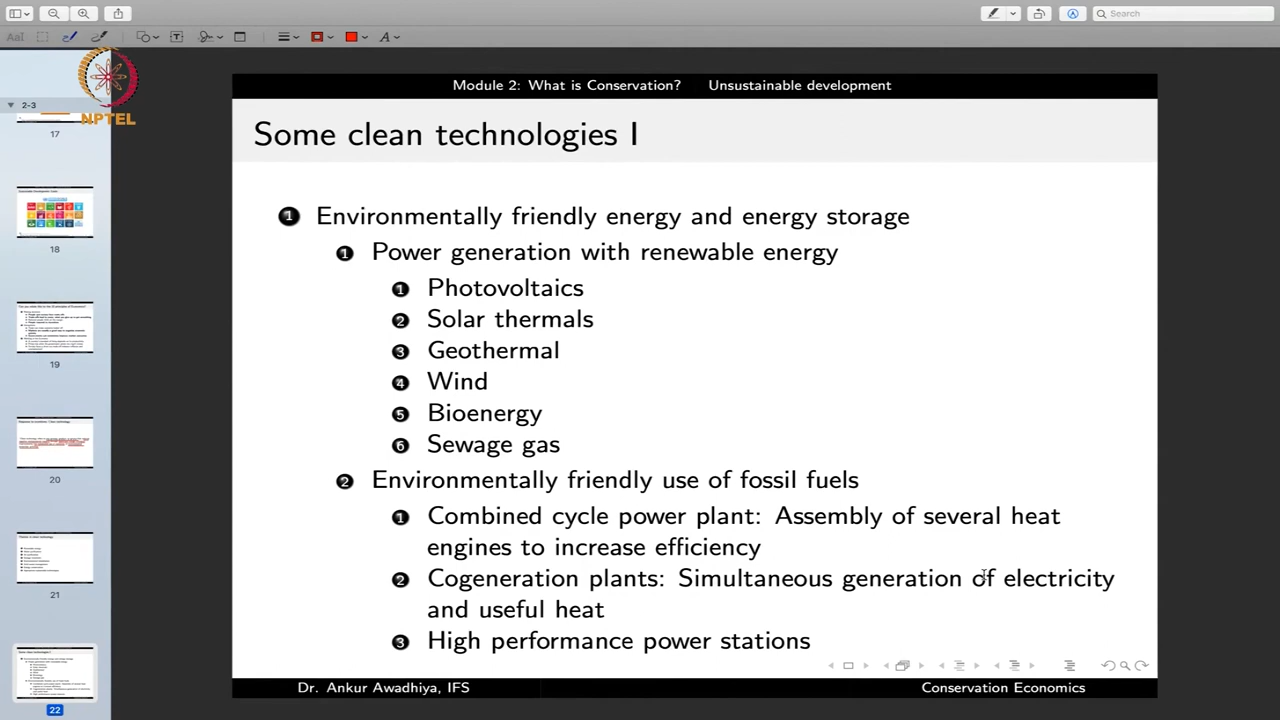 Search
2-3
NPTEL
17
18
19
20
21
22
Module 2: What is Conservation? Unsustainable development
Some clean technologies I
1 Environmentally friendly energy and energy storage
1 Power generation with renewable energy
1 Photovoltaics
2 Solar thermals
3 Geothermal
4 Wind
5 Bioenergy
6 Sewage gas
2 Environmentally friendly use of fossil fuels
1 Combined cycle power plant: Assembly of several heat
engines to increase efficiency
2 Cogeneration plants: Simultaneous generation of electricity
and useful heat
3 High performance power stations
Dr. Ankur Awadhiya, IFS Conservation Economics